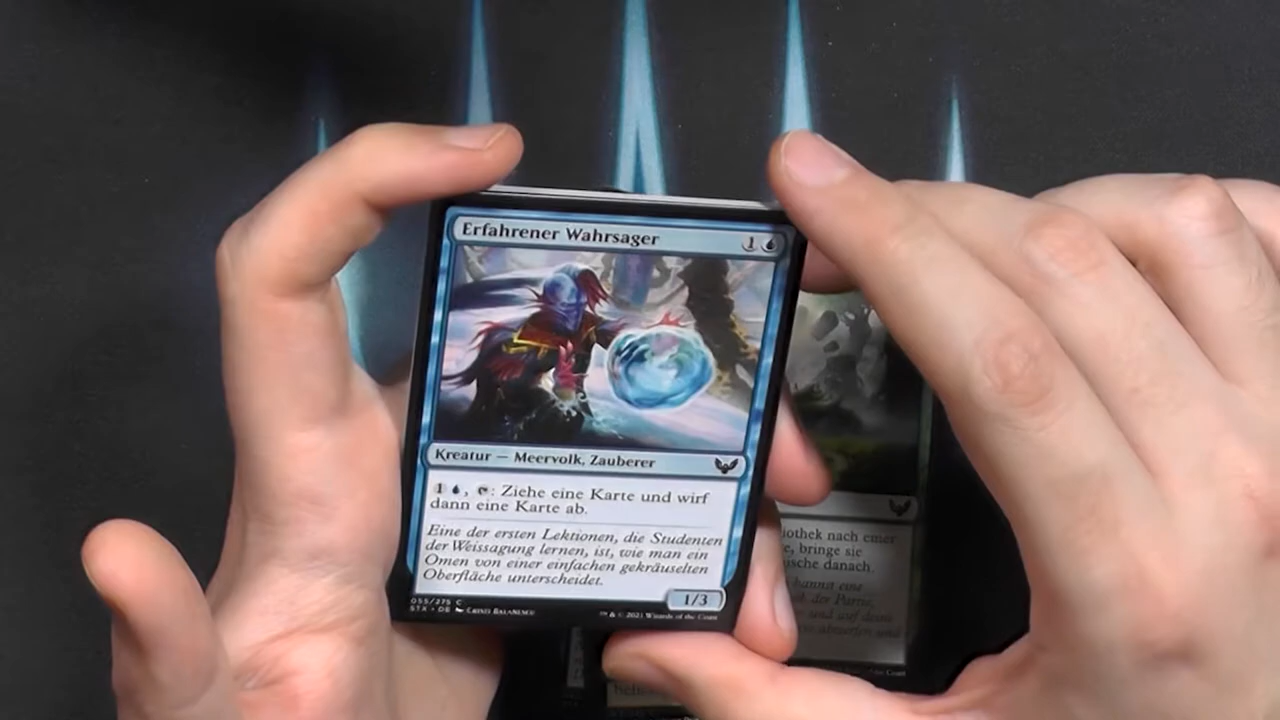 Erfahrener Wahrsager
1
Kreatur — Meervolk, Zauberer
1, : Ziehe eine Karte und wirf
dann eine Karte ab.
Eine der ersten Lektionen, die Studenten
der Weissagung lernen, ist, wie man ein
Omen von einer einfachen gekräuselten
Oberfläche unterscheidet.
1/3
055/275 C
STX • DE
™ & © 2021 Wizards of the Coast
nach einer
bringe sie
danach.